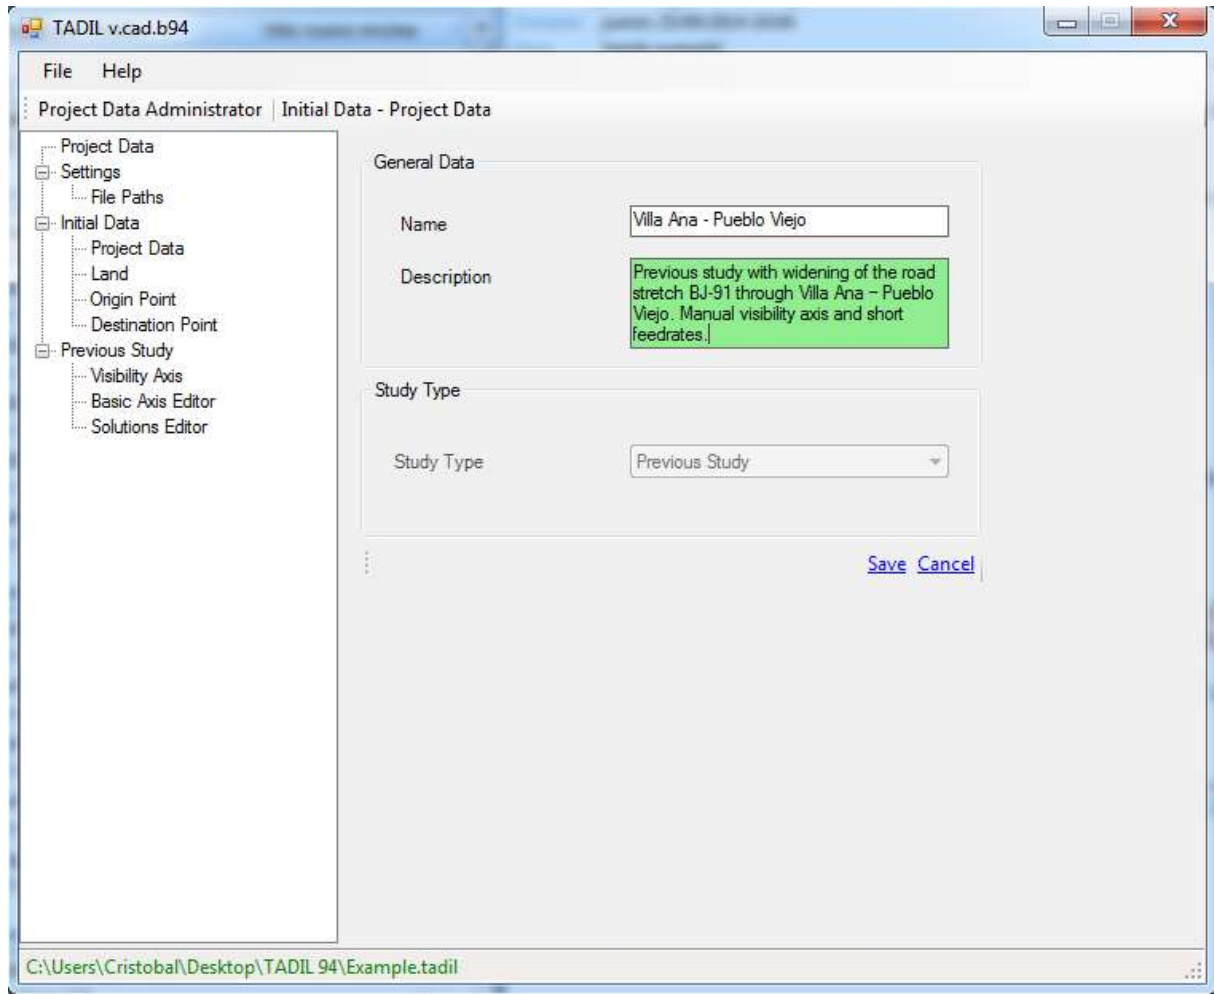 TADIL v.cad.b94
File Help
Project Data Administrator Initial Data - Project Data
Project Data
Settings
File Paths
Initial Data
Project Data
Land
Origin Point
Destination Point
Previous Study
Visibility Axis
Basic Axis Editor
Solutions Editor
General Data
Name Villa Ana - Pueblo Viejo
Description
Previous study with widening of the road
stretch BJ-91 through Villa Ana – Pueblo
Viejo. Manual visibility axis and short
feedrates.
Study Type
Study Type Previous Study
Save Cancel
C:\Users\Cristobal\Desktop\TADIL 94\Example.tadil